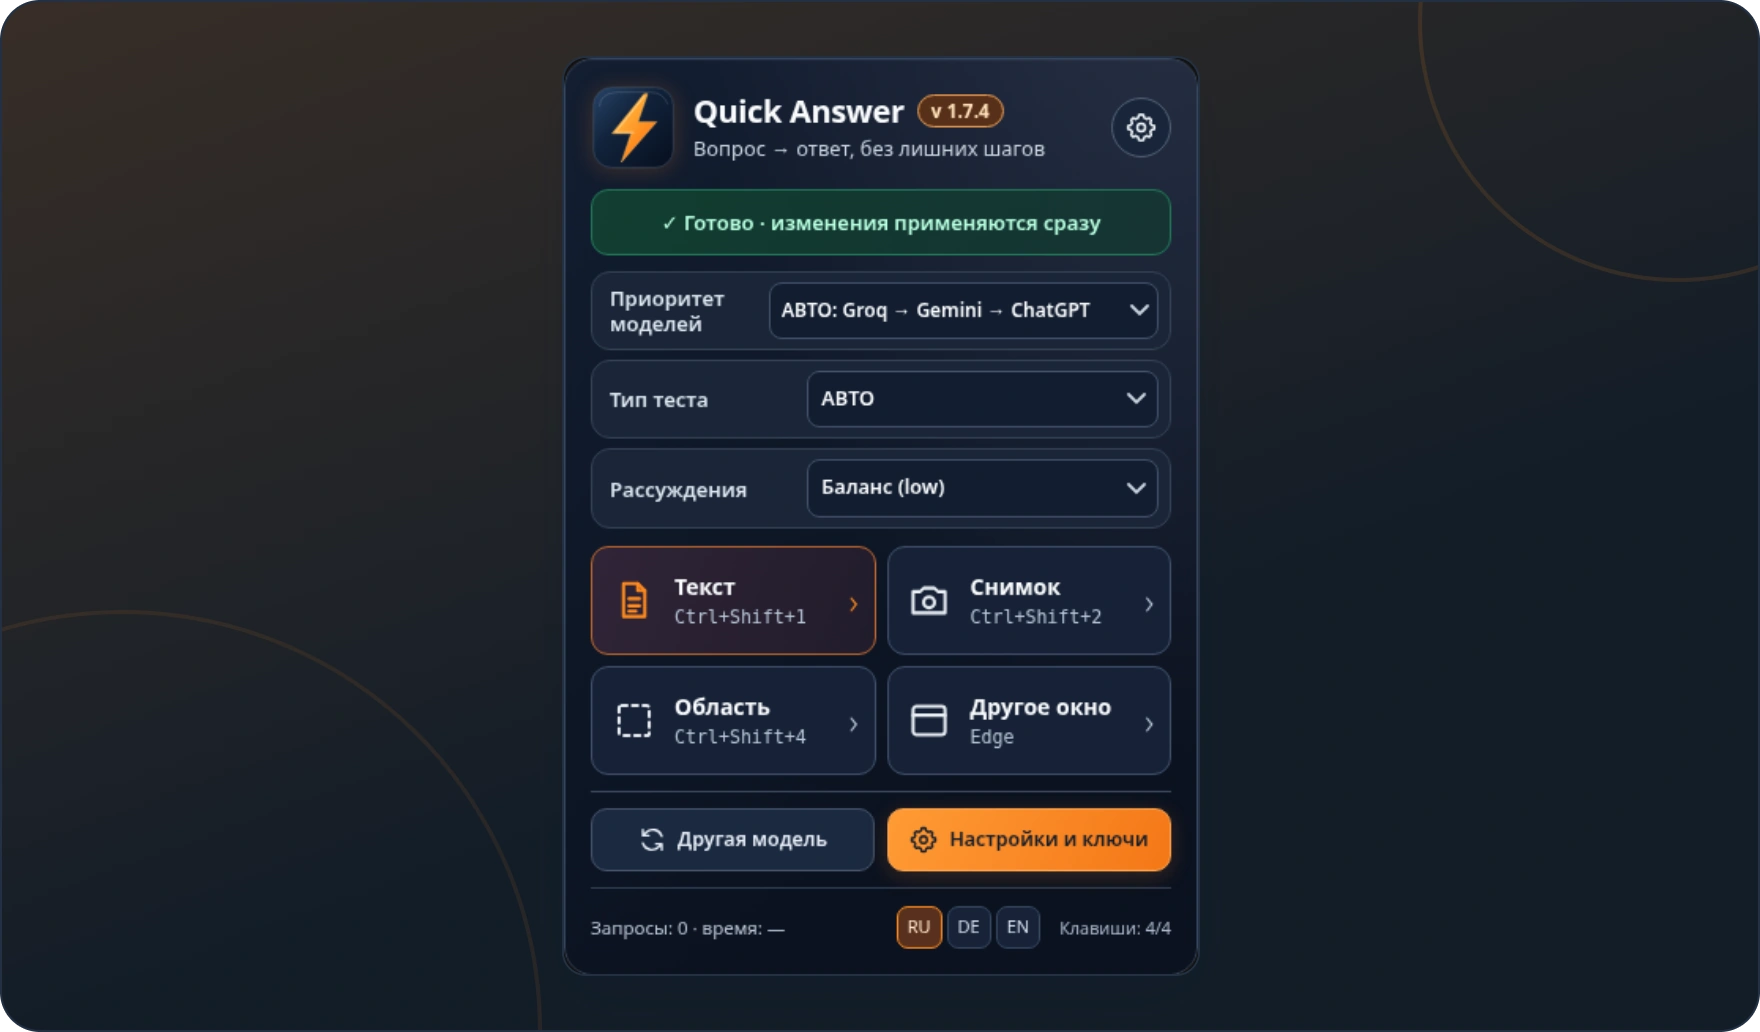 Quick Answer v 1.7.4
Вопрос → ответ, без лишних шагов
✓ Готово · изменения применяются сразу
Приоритет моделей
АВТО: Groq → Gemini → ChatGPT
Тип теста
АВТО
Рассуждения
Баланс (low)
Текст
Ctrl+Shift+1
Снимок
Ctrl+Shift+2
Область
Ctrl+Shift+4
Другое окно
Edge
Другая модель
Настройки и ключи
Запросы: 0 · время: —
RU DE EN
Клавиши: 4/4